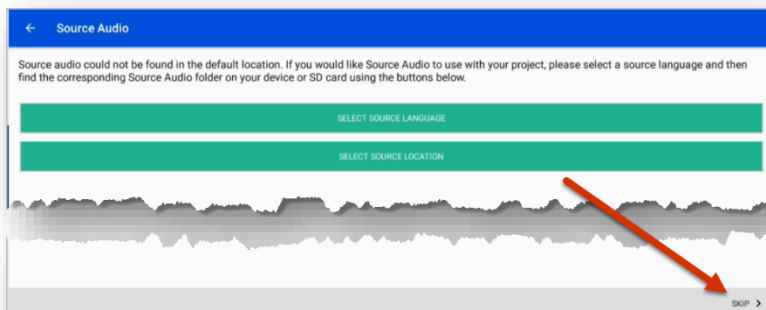 Source Audio
Source audio could not be found in the default location. If you would like Source Audio to use with your project, please select a source language and then
find the corresponding Source Audio folder on your device or SD card using the buttons below.
SELECT SOURCE LANGUAGE
SELECT SOURCE LOCATION
SKIP